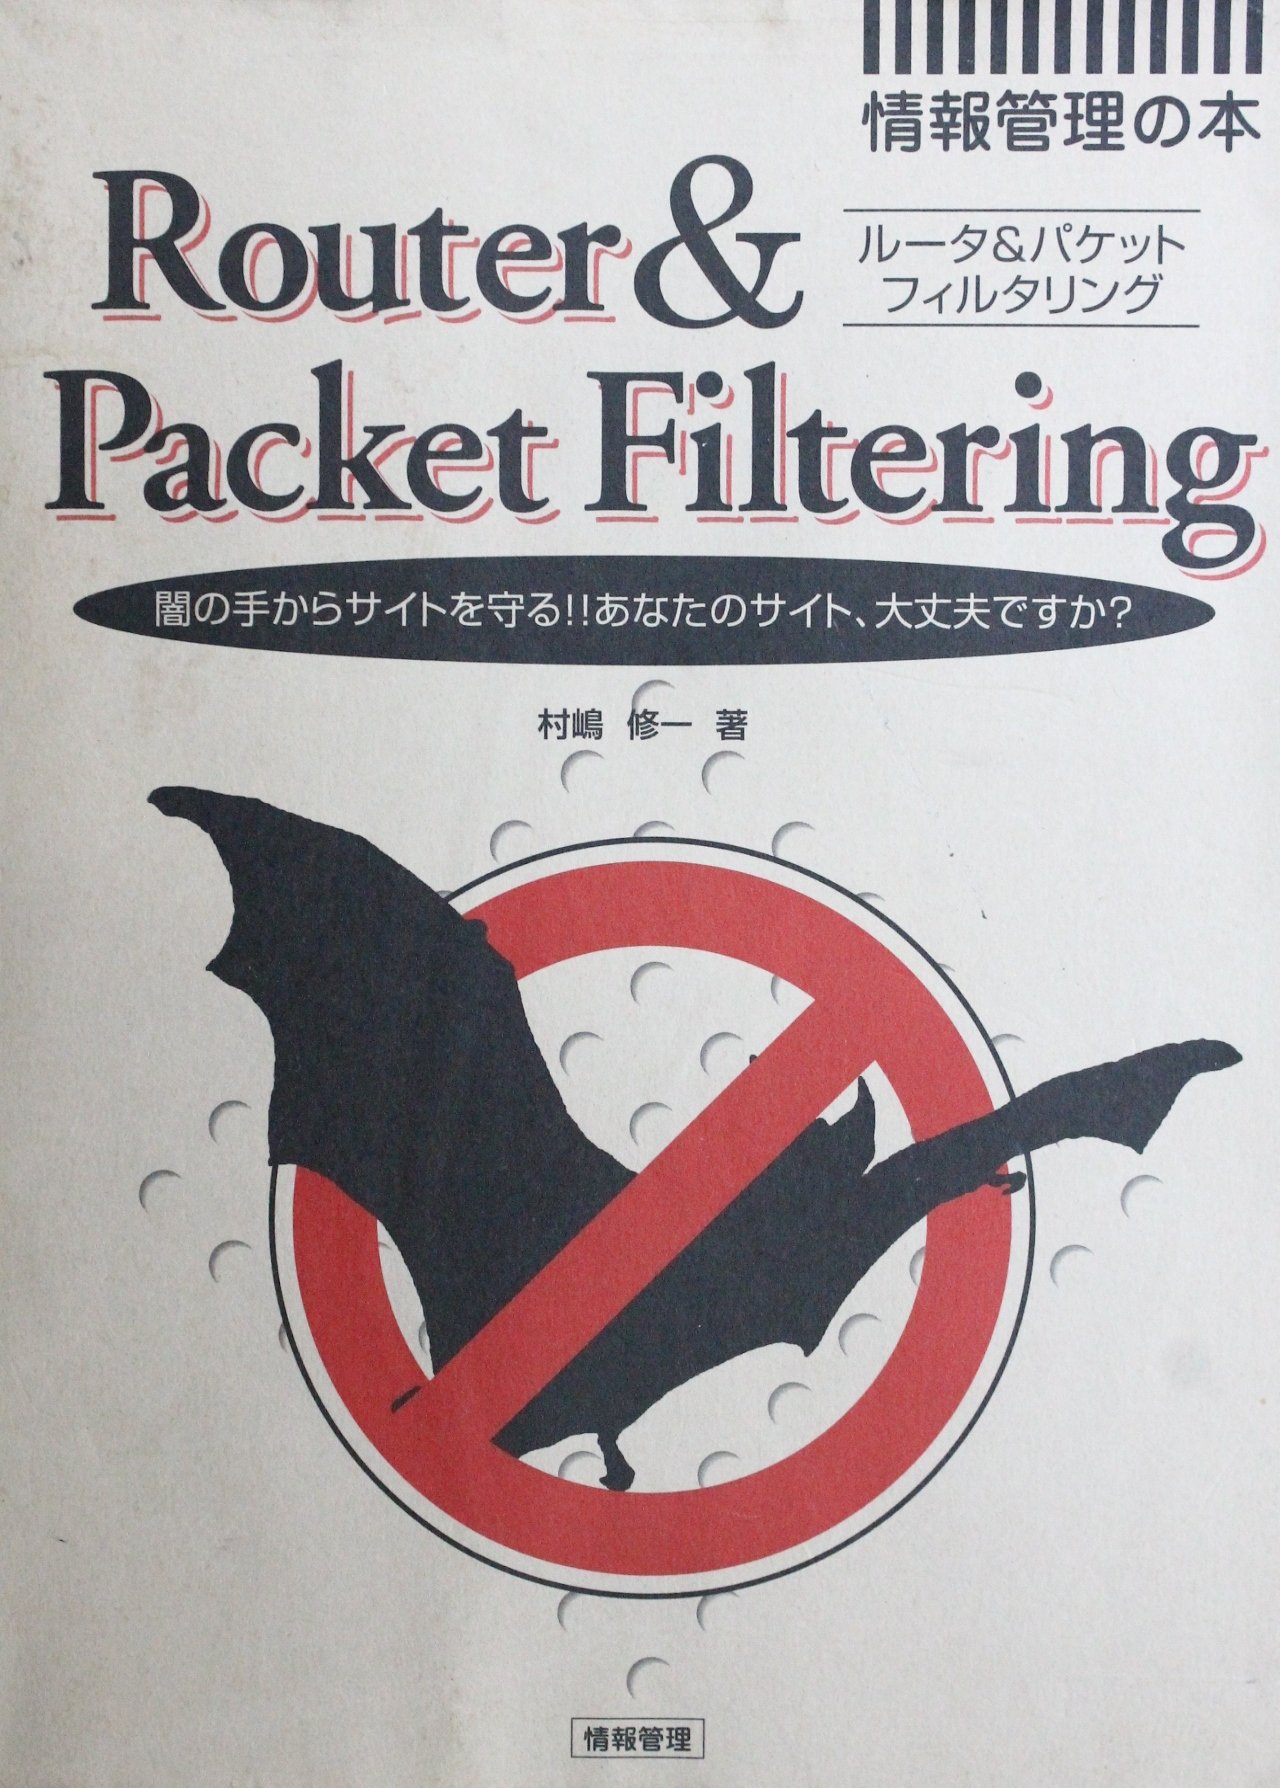 情報管理の本
Router &
ルータ&パケット
フィルタリング
Packet Filtering
闇の手からサイトを守る!!あなたのサイト、大丈夫ですか?
村嶋 修一 著
情報管理